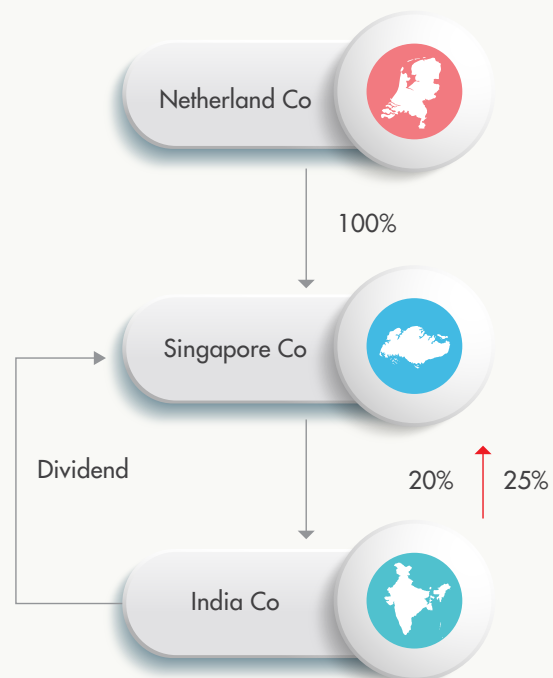 Netherland Co
100%
Singapore Co
Dividend
20% 25%
India Co